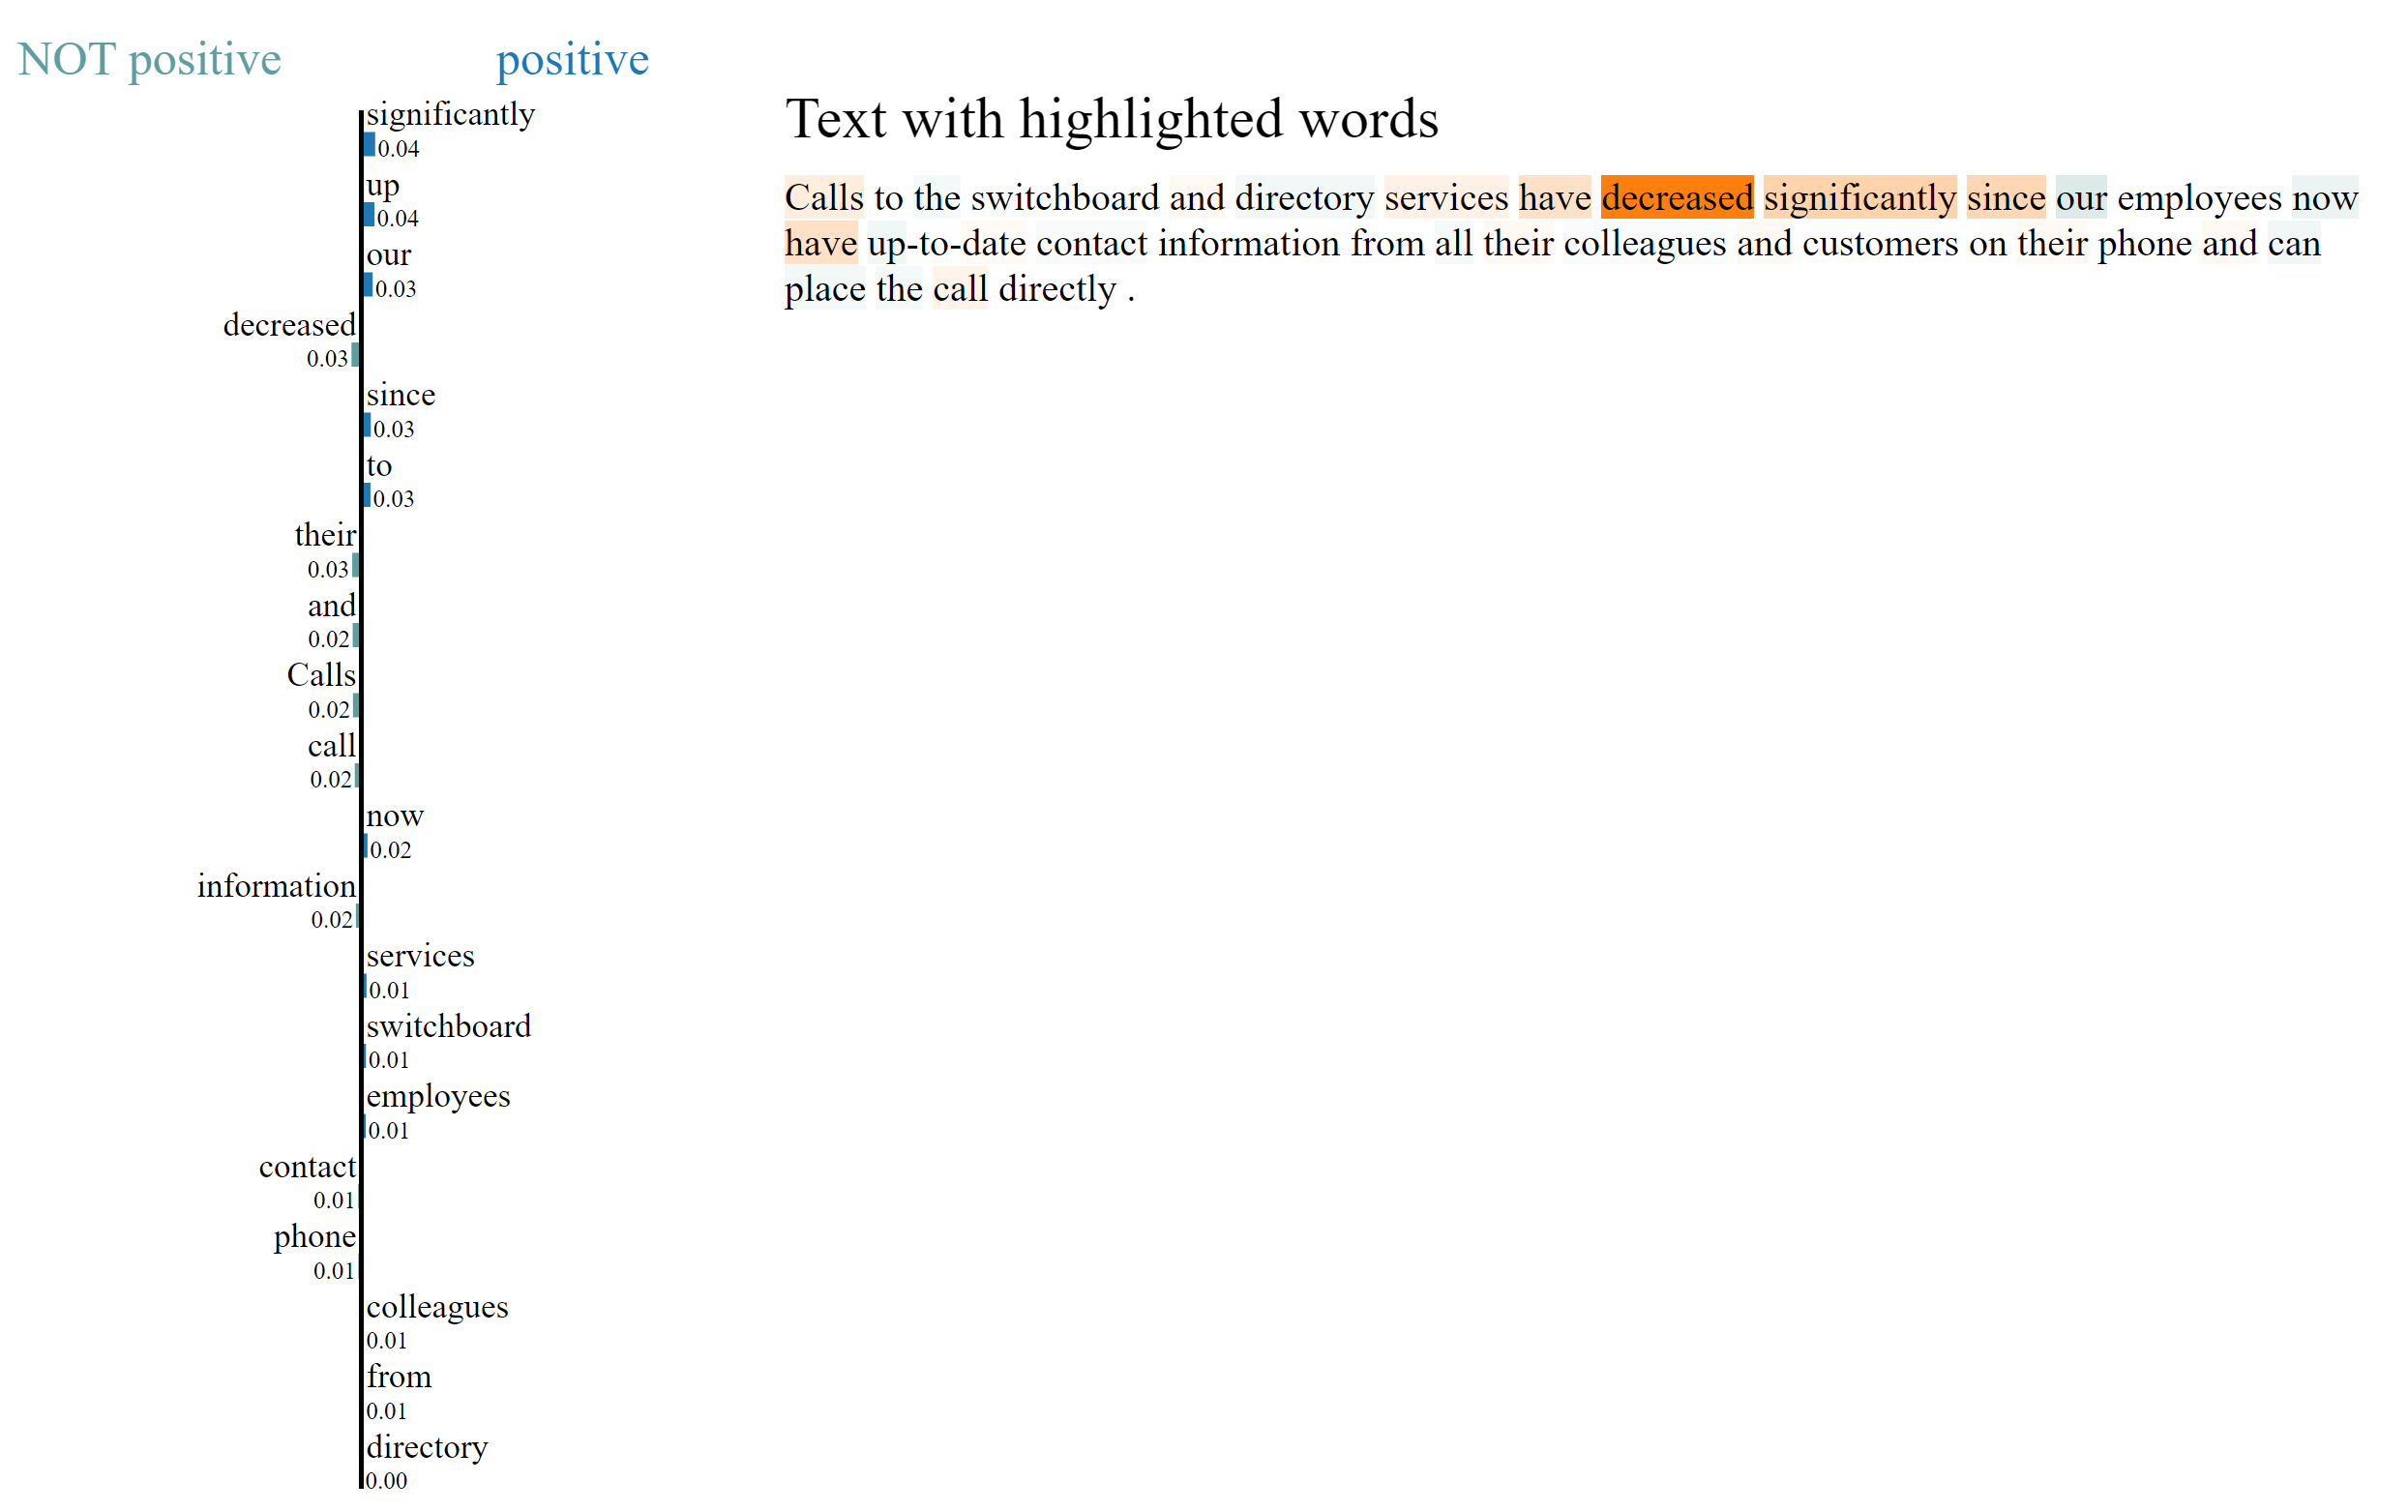 NOT positive
positive
significantly
0.04
up
0.04
our
0.03
decreased
0.03
since
0.03
to
0.03
their
0.03
and
0.02
Calls
0.02
call
0.02
now
0.02
information
0.02
services
0.01
switchboard
0.01
employees
0.01
contact
0.01
phone
0.01
colleagues
0.01
from
0.01
directory
0.00
Text with highlighted words
Calls to the switchboard and directory services have decreased significantly since our employees now
have up-to-date contact information from all their colleagues and customers on their phone and can
place the call directly .